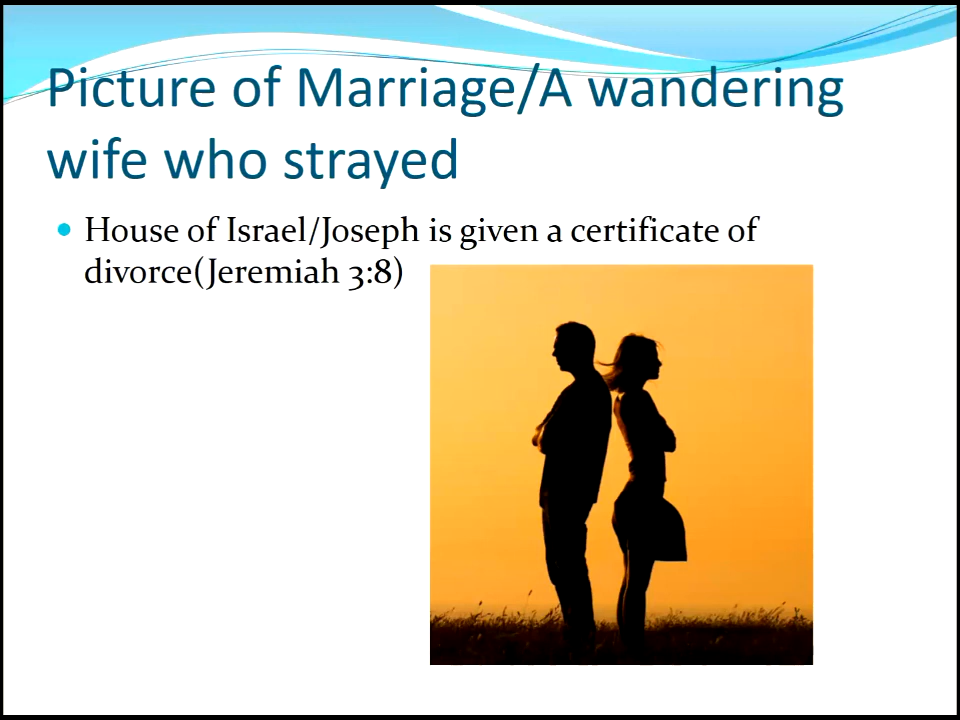 Picture of Marriage/A wandering
wife who strayed
House of Israel/Joseph is given a certificate of
divorce(Jeremiah 3:8)